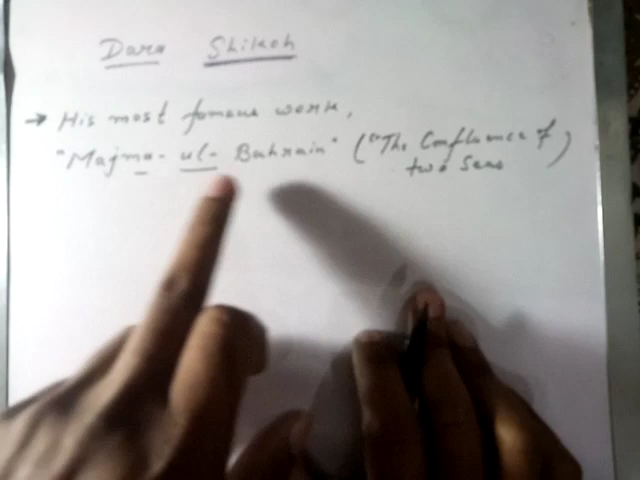 Dara Shikoh
→ His most famous work,
"Majma-ul-Bahrain" ("The Confluence of
two Seas)